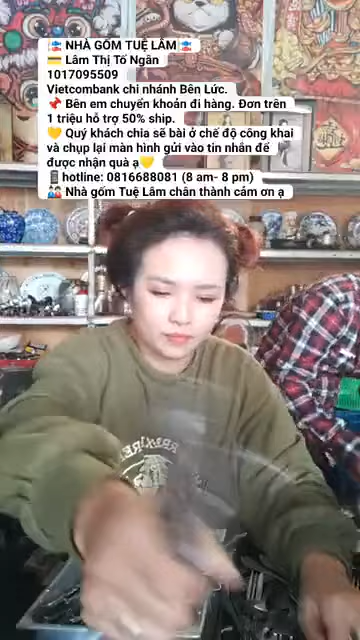 🎏 NHÀ GỐM TUỆ LÂM🎏
💳 Lâm Thị Tố Ngân
1017095509
Vietcombank chi nhánh Bên Lức.
📌 Bên em chuyển khoản đi hàng. Đơn trên
1 triệu hỗ trợ 50% ship.
💛 Quý khách chia sẽ bài ở chế độ công khai
và chụp lại màn hình gửi vào tin nhắn để
được nhận quà ạ💛
📱hotline: 0816688081 (8 am- 8 pm)
🎎 Nhà gốm Tuệ Lâm chân thành cảm ơn ạ